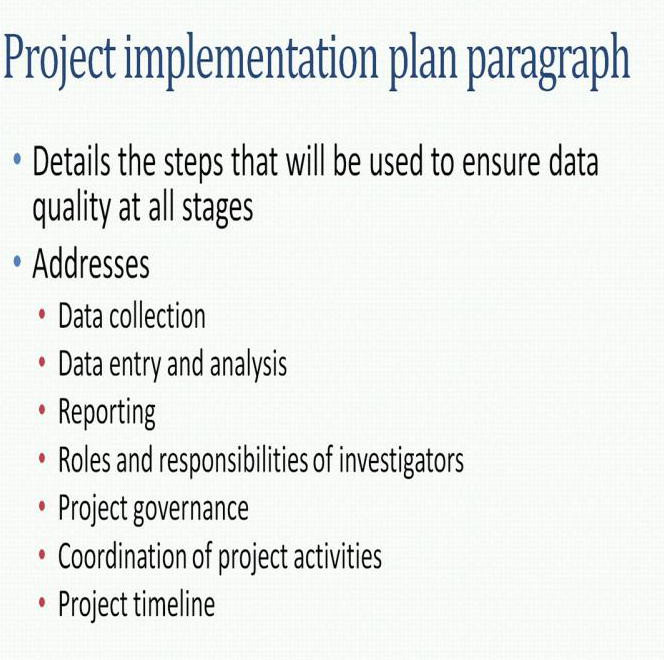 Project implementation plan paragraph
• Details the steps that will be used to ensure data
quality at all stages
• Addresses
• Data collection
• Data entry and analysis
• Reporting
• Roles and responsibilities of investigators
• Project governance
• Coordination of project activities
• Project timeline